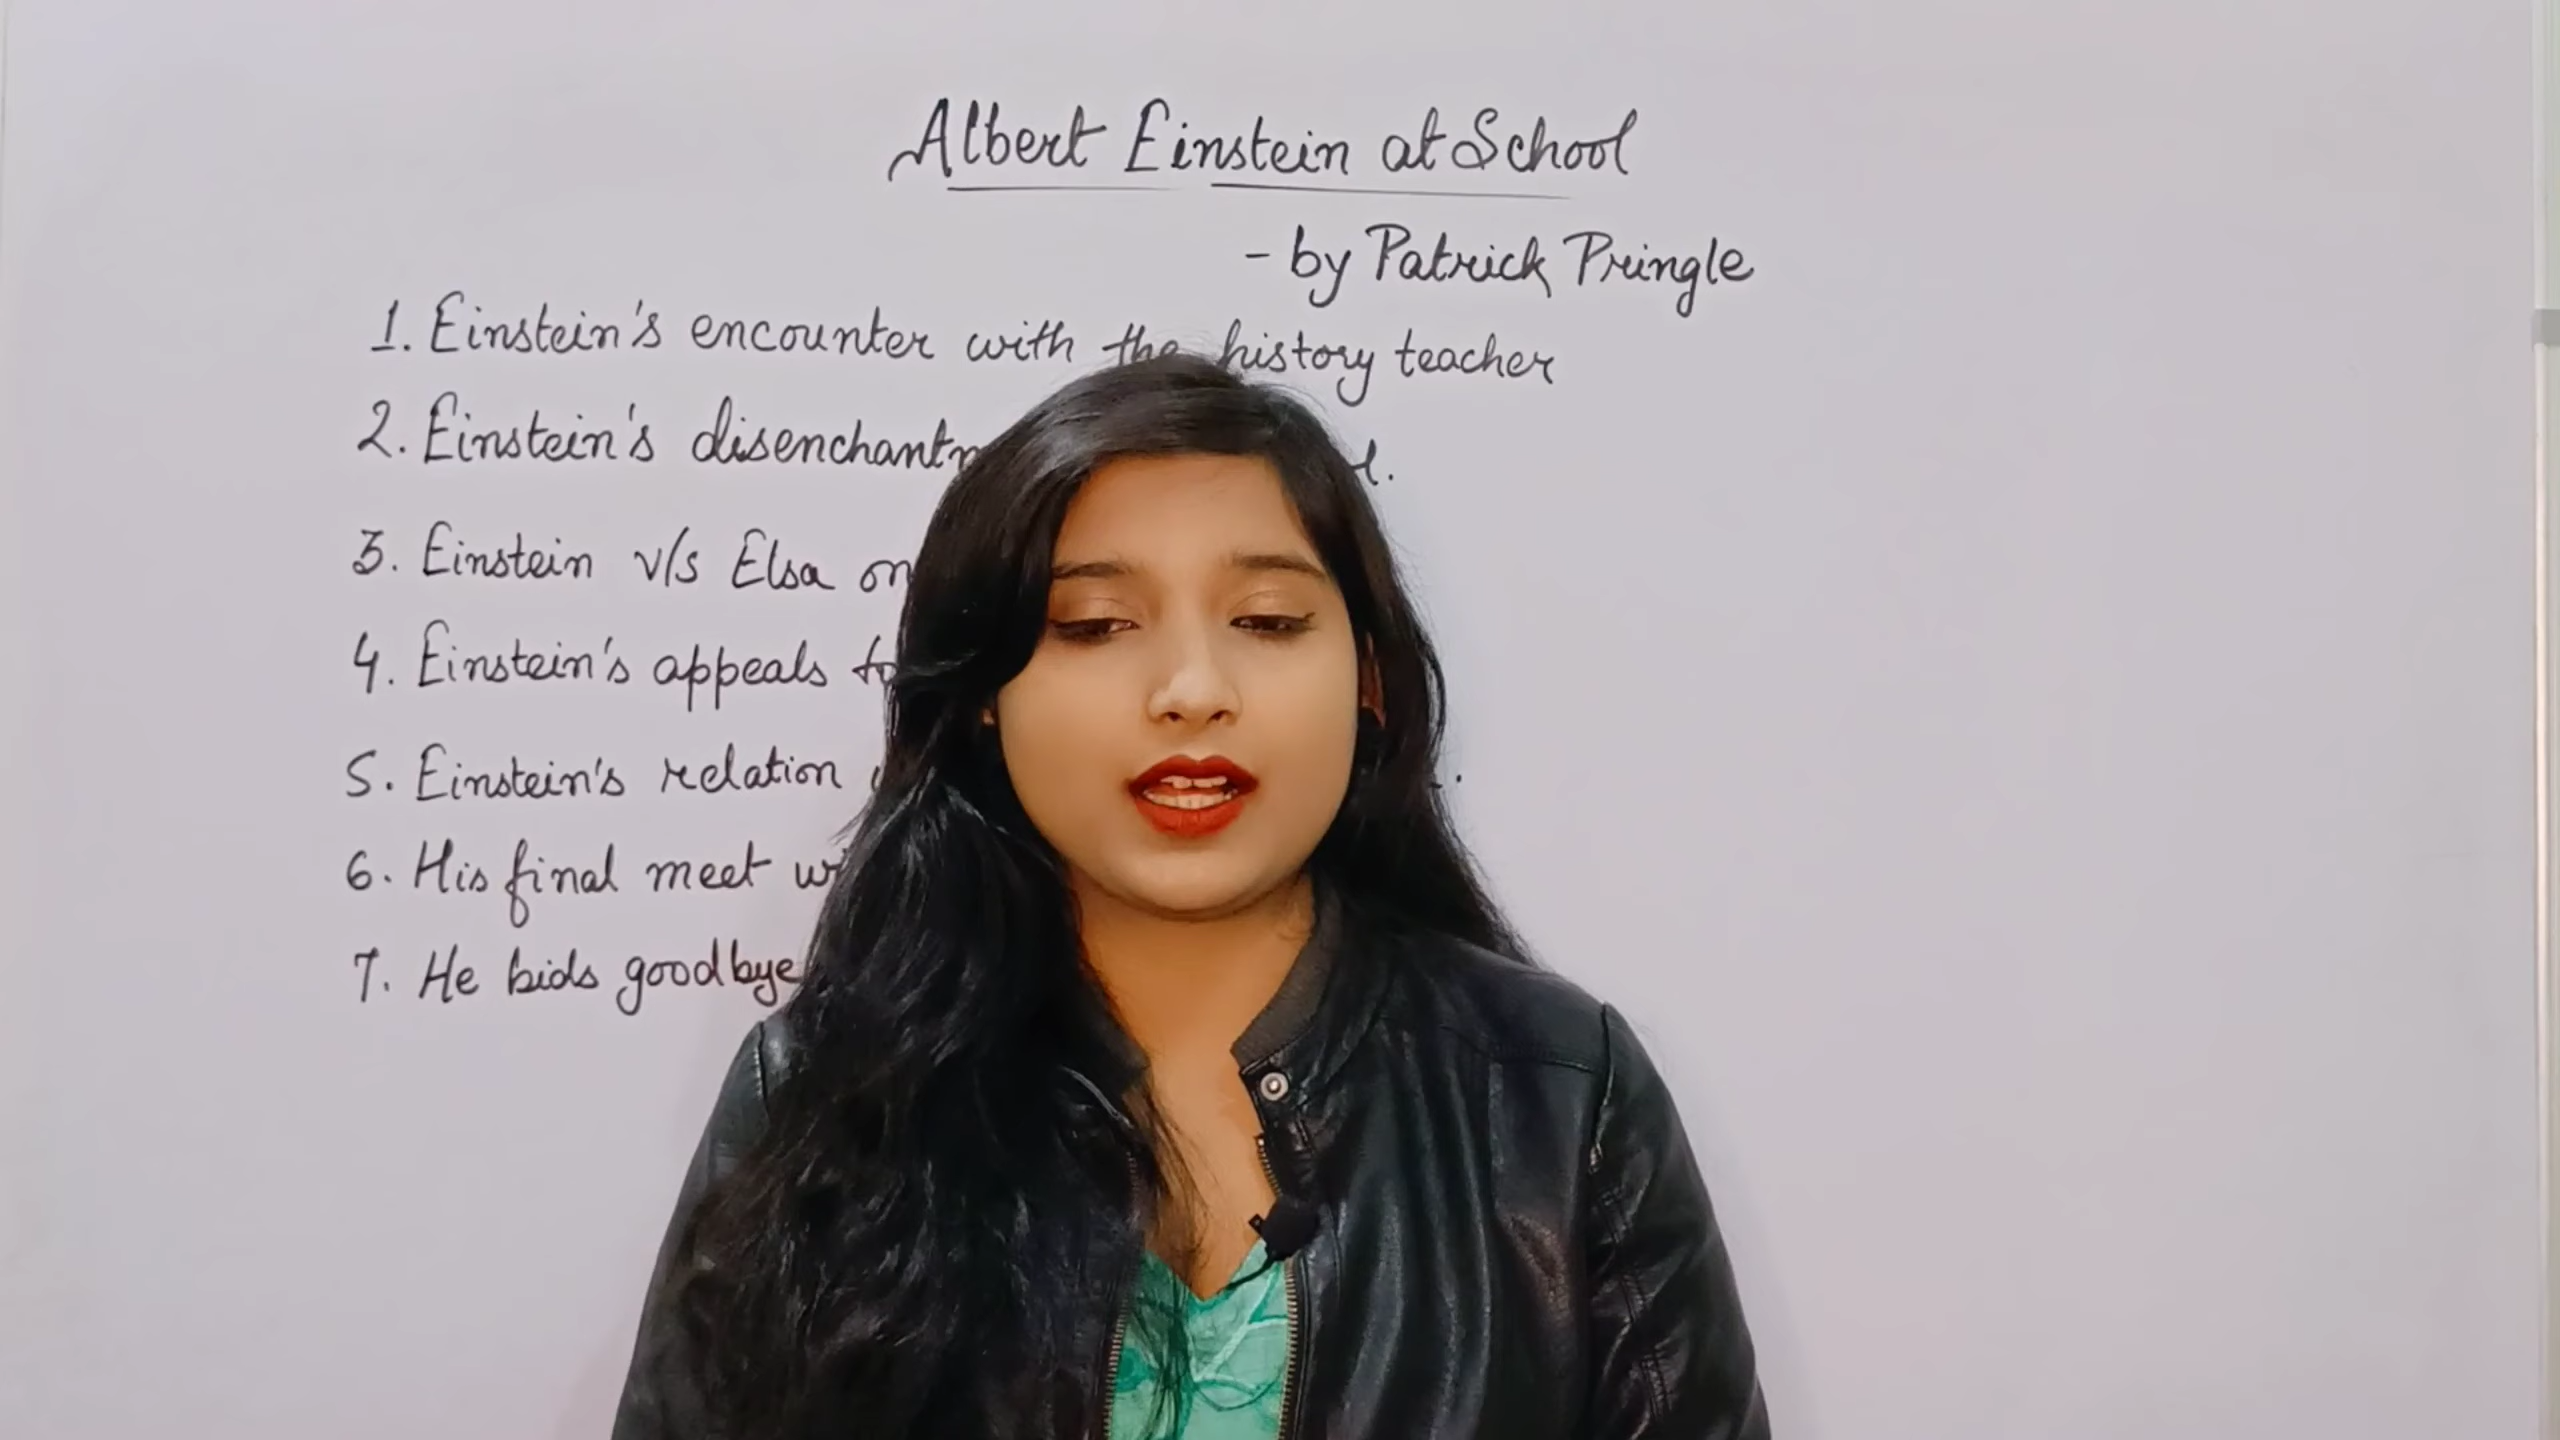 Albert Einstein at School
- by Patrick Pringle
1. Einstein's encounter with the history teacher
2. Einstein's
3. Einstein v/s Elsa on
4. Einstein's appeals to
5. Einstein's relation
6. His final meet
7. He bids goodbye